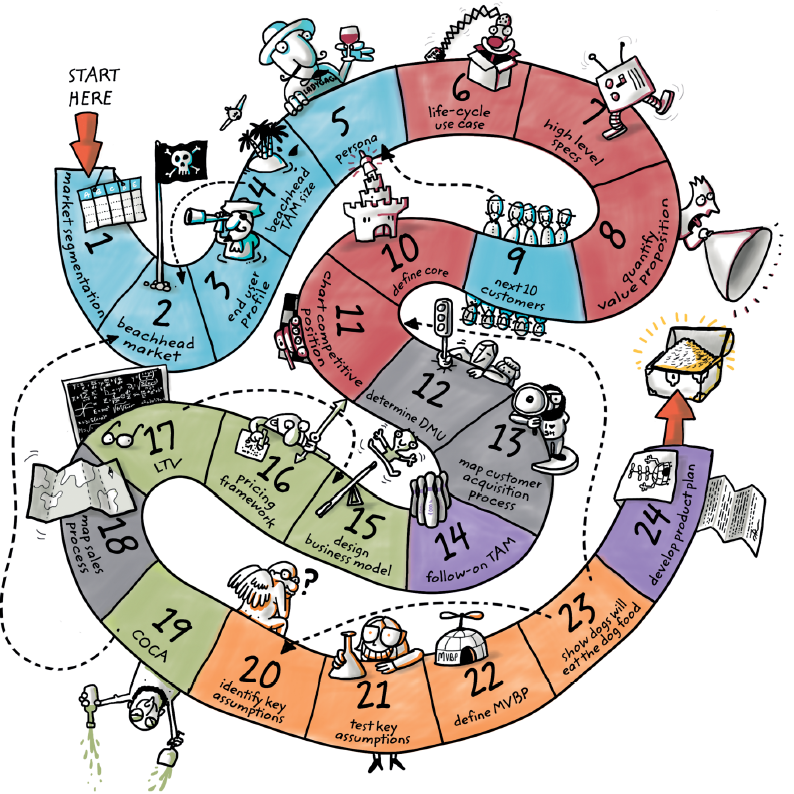 START
HERE
1
market segmentation
2
beachhead
market
3
end user
profile
4
beachhead
TAM size
5
persona
6
life-cycle
use case
7
high level
specs
8
quantify
value proposition
9
next 10
customers
10
define core
11
chart competitive
position
12
determine DMU
13
map customer
acquisition
process
14
follow-on TAM
15
design
business model
16
pricing
framework
17
LTV
18
map sales
process
19
COCA
20
identify key
assumptions
?
21
test key
assumptions
22
define MVBP
MVBP
23
show dogs will
eat the dog food
24
develop product plan